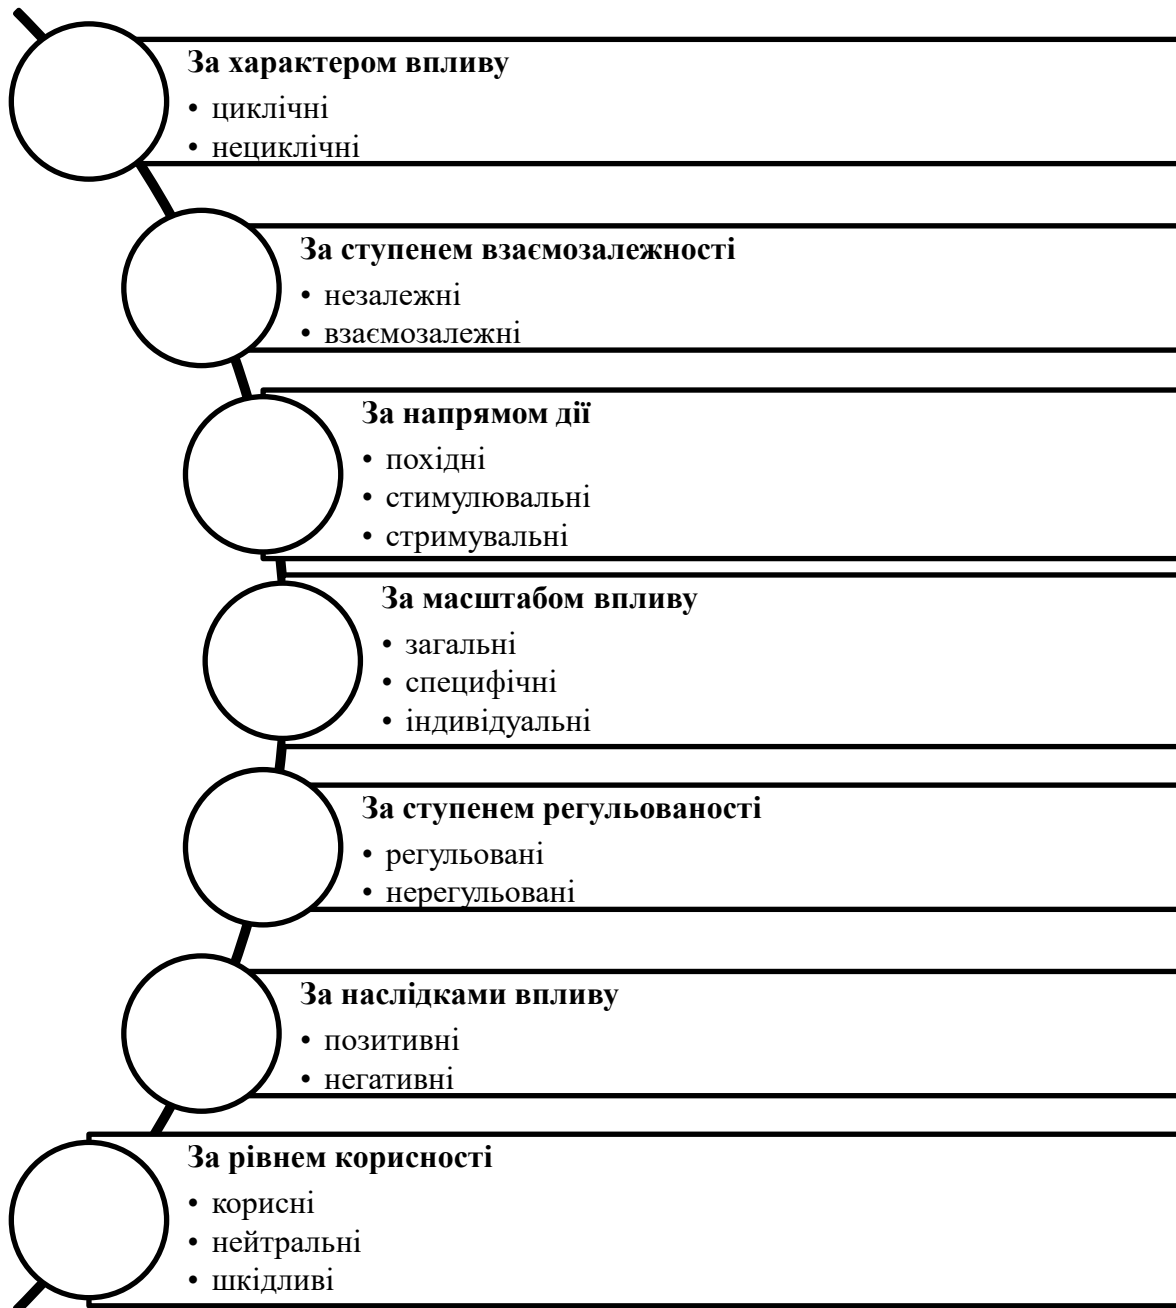 За характером впливу
• циклічні
• нециклічні
За ступенем взаємозалежності
• незалежні
• взаємозалежні
За напрямом дії
• похідні
• стимулювальні
• стримувальні
За масштабом впливу
• загальні
• специфічні
• індивідуальні
За ступенем регульованості
• регульовані
• нерегульовані
За наслідками впливу
• позитивні
• негативні
За рівнем корисності
• корисні
• нейтральні
• шкідливі